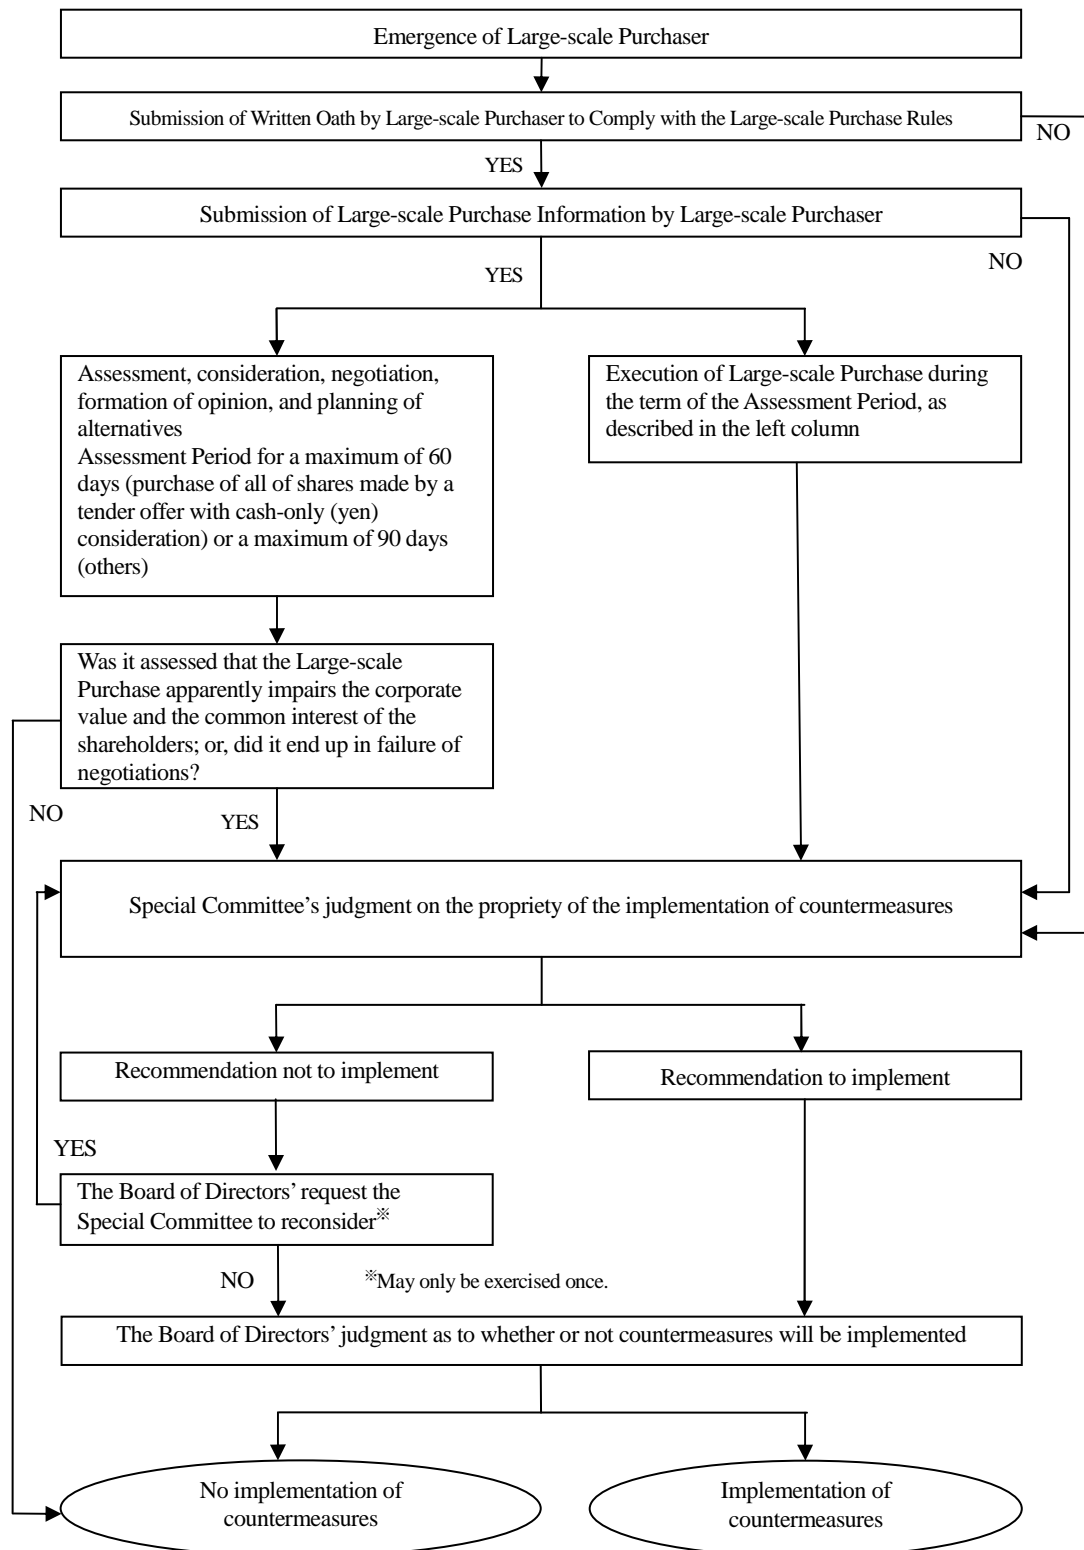 Emergence of Large-scale Purchaser
Submission of Written Oath by Large-scale Purchaser to Comply with the Large-scale Purchase Rules
NO
YES
Submission of Large-scale Purchase Information by Large-scale Purchaser
NO
YES
Assessment, consideration, negotiation,
formation of opinion, and planning of
alternatives
Assessment Period for a maximum of 60
days (purchase of all of shares made by a
tender offer with cash-only (yen)
consideration) or a maximum of 90 days
(others)
Execution of Large-scale Purchase during
the term of the Assessment Period, as
described in the left column
Was it assessed that the Large-scale
Purchase apparently impairs the corporate
value and the common interest of the
shareholders; or, did it end up in failure of
negotiations?
NO
YES
Special Committee’s judgment on the propriety of the implementation of countermeasures
Recommendation not to implement
Recommendation to implement
YES
The Board of Directors’ request the
Special Committee to reconsider※
NO
※May only be exercised once.
The Board of Directors’ judgment as to whether or not countermeasures will be implemented
No implementation of
countermeasures
Implementation of
countermeasures